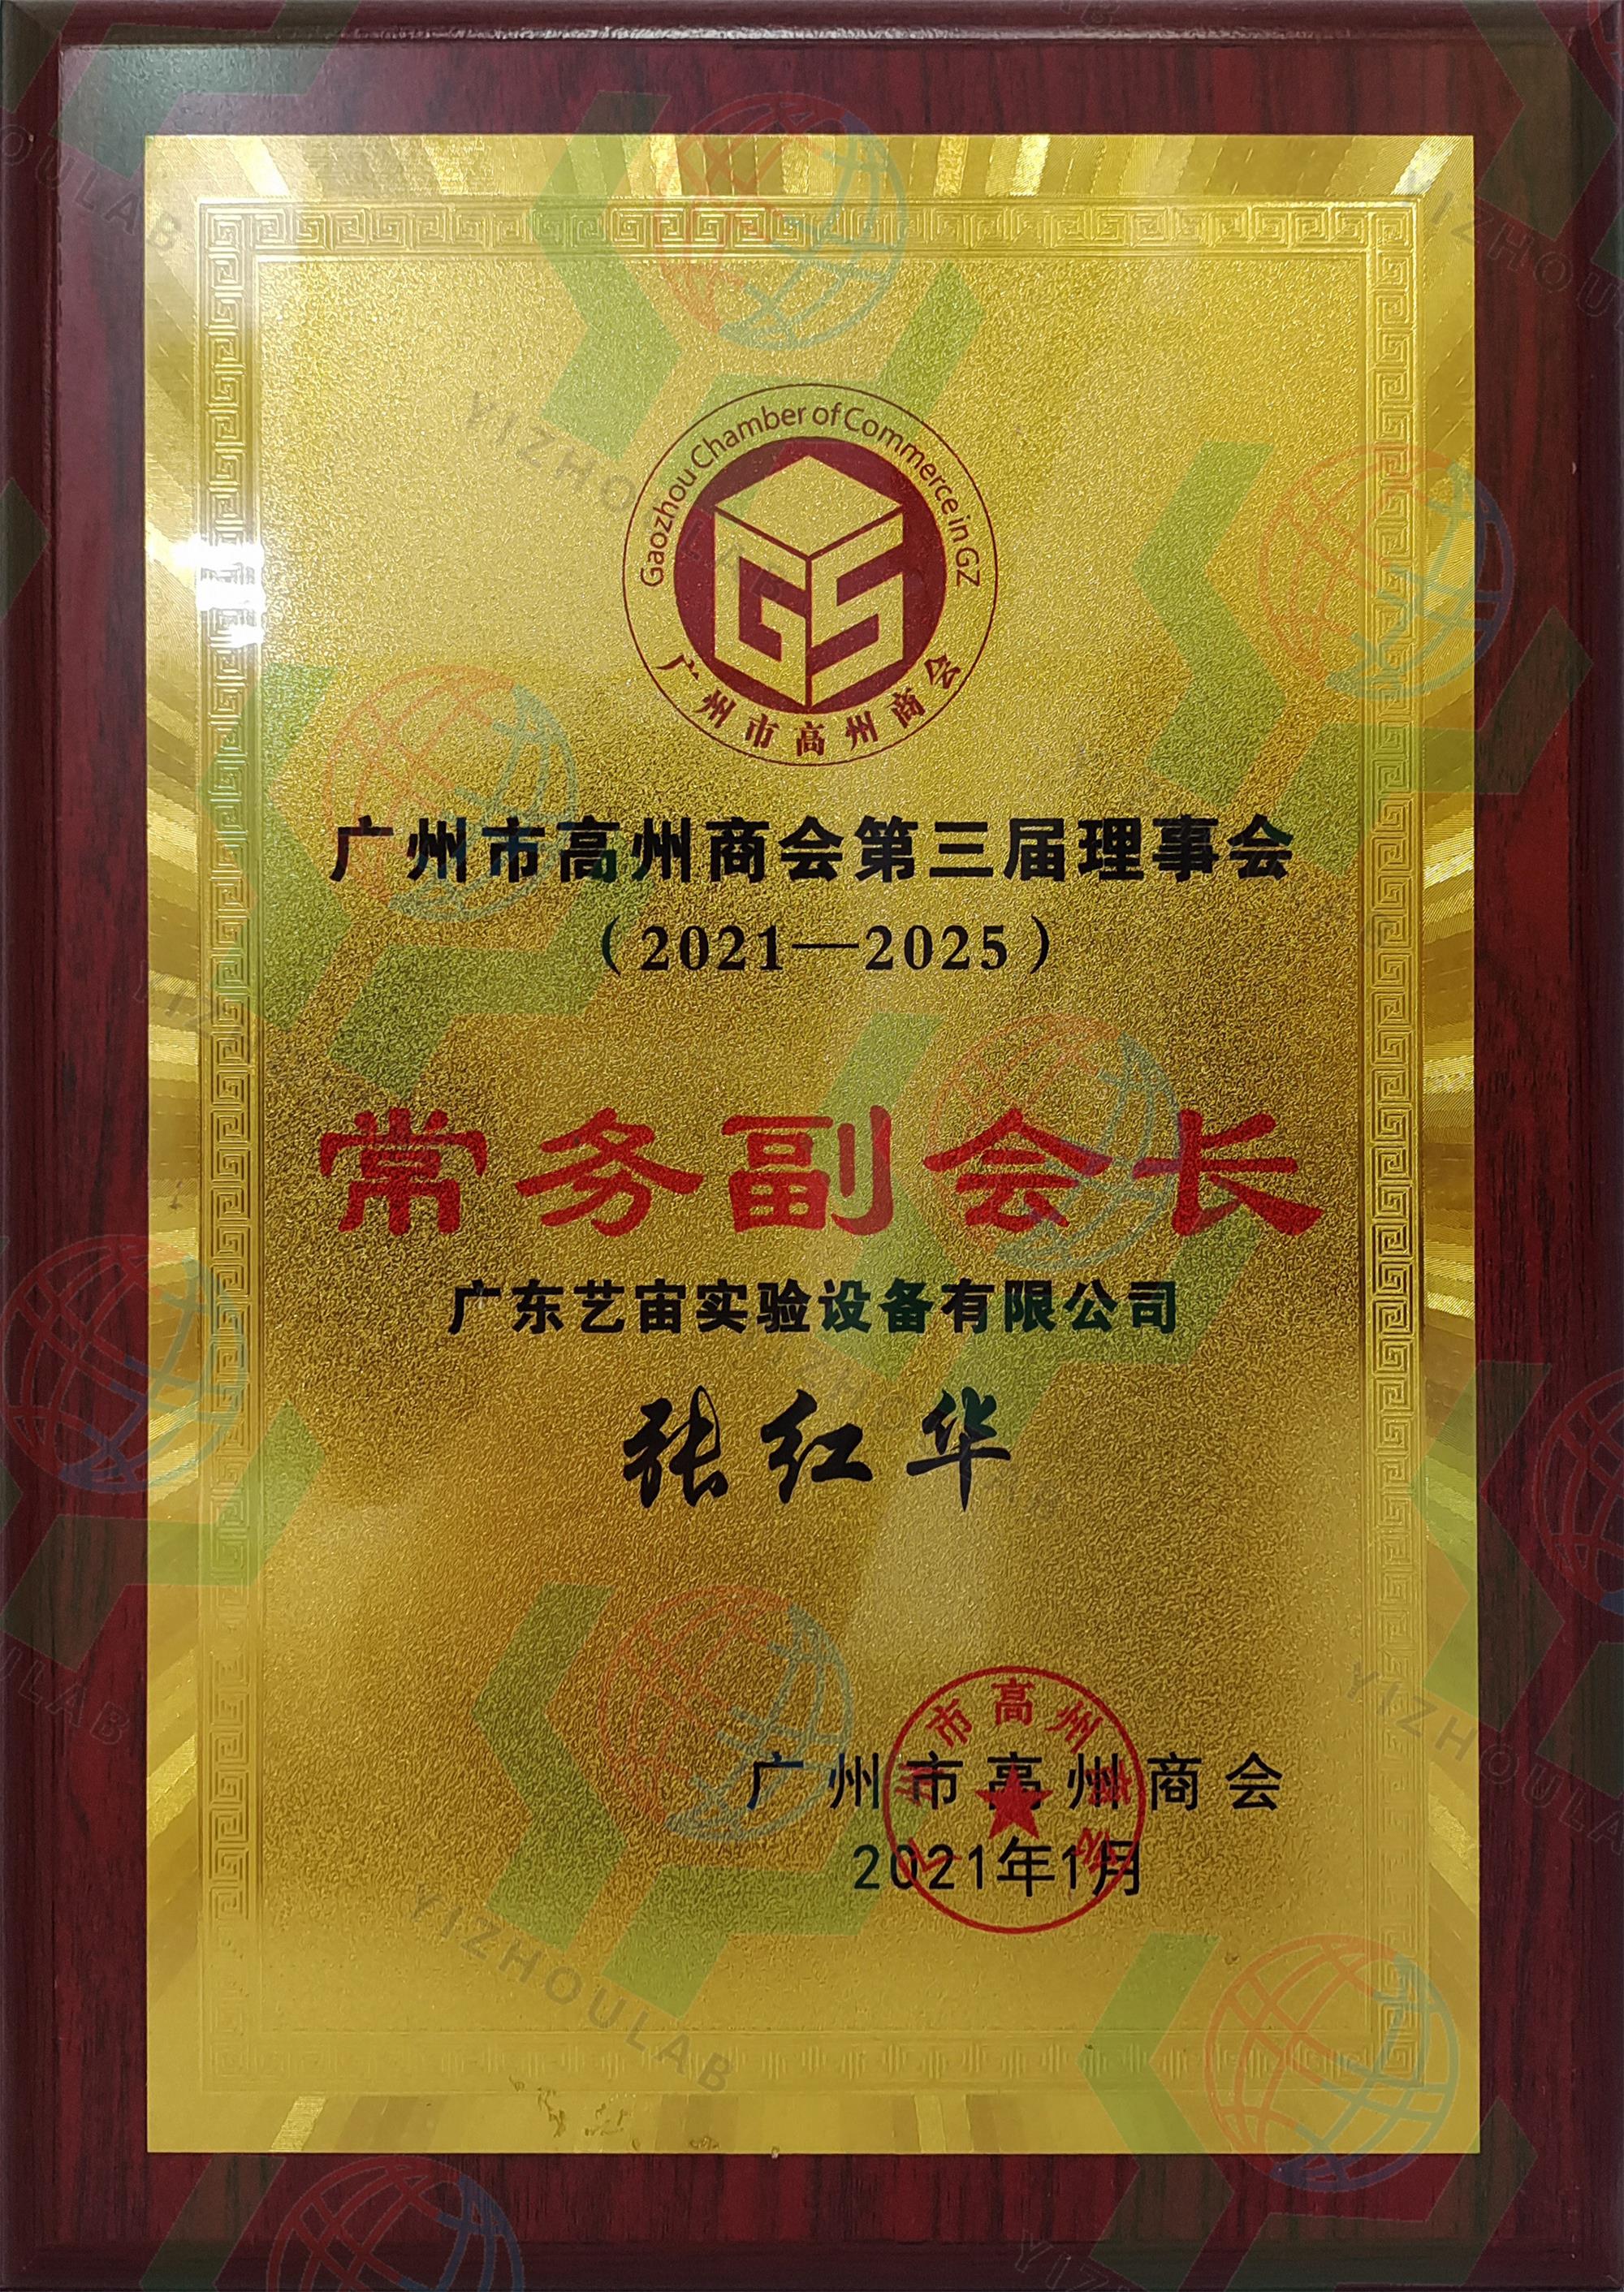 Gaozhou Chamber of Commerce in GZ
GS
广州市高州商会
广州市高州商会第三届理事会
（2021—2025）
常务副会长
广东艺宙实验设备有限公司
张红华
广州市高州商会
2021年1月
YIZHOULAB